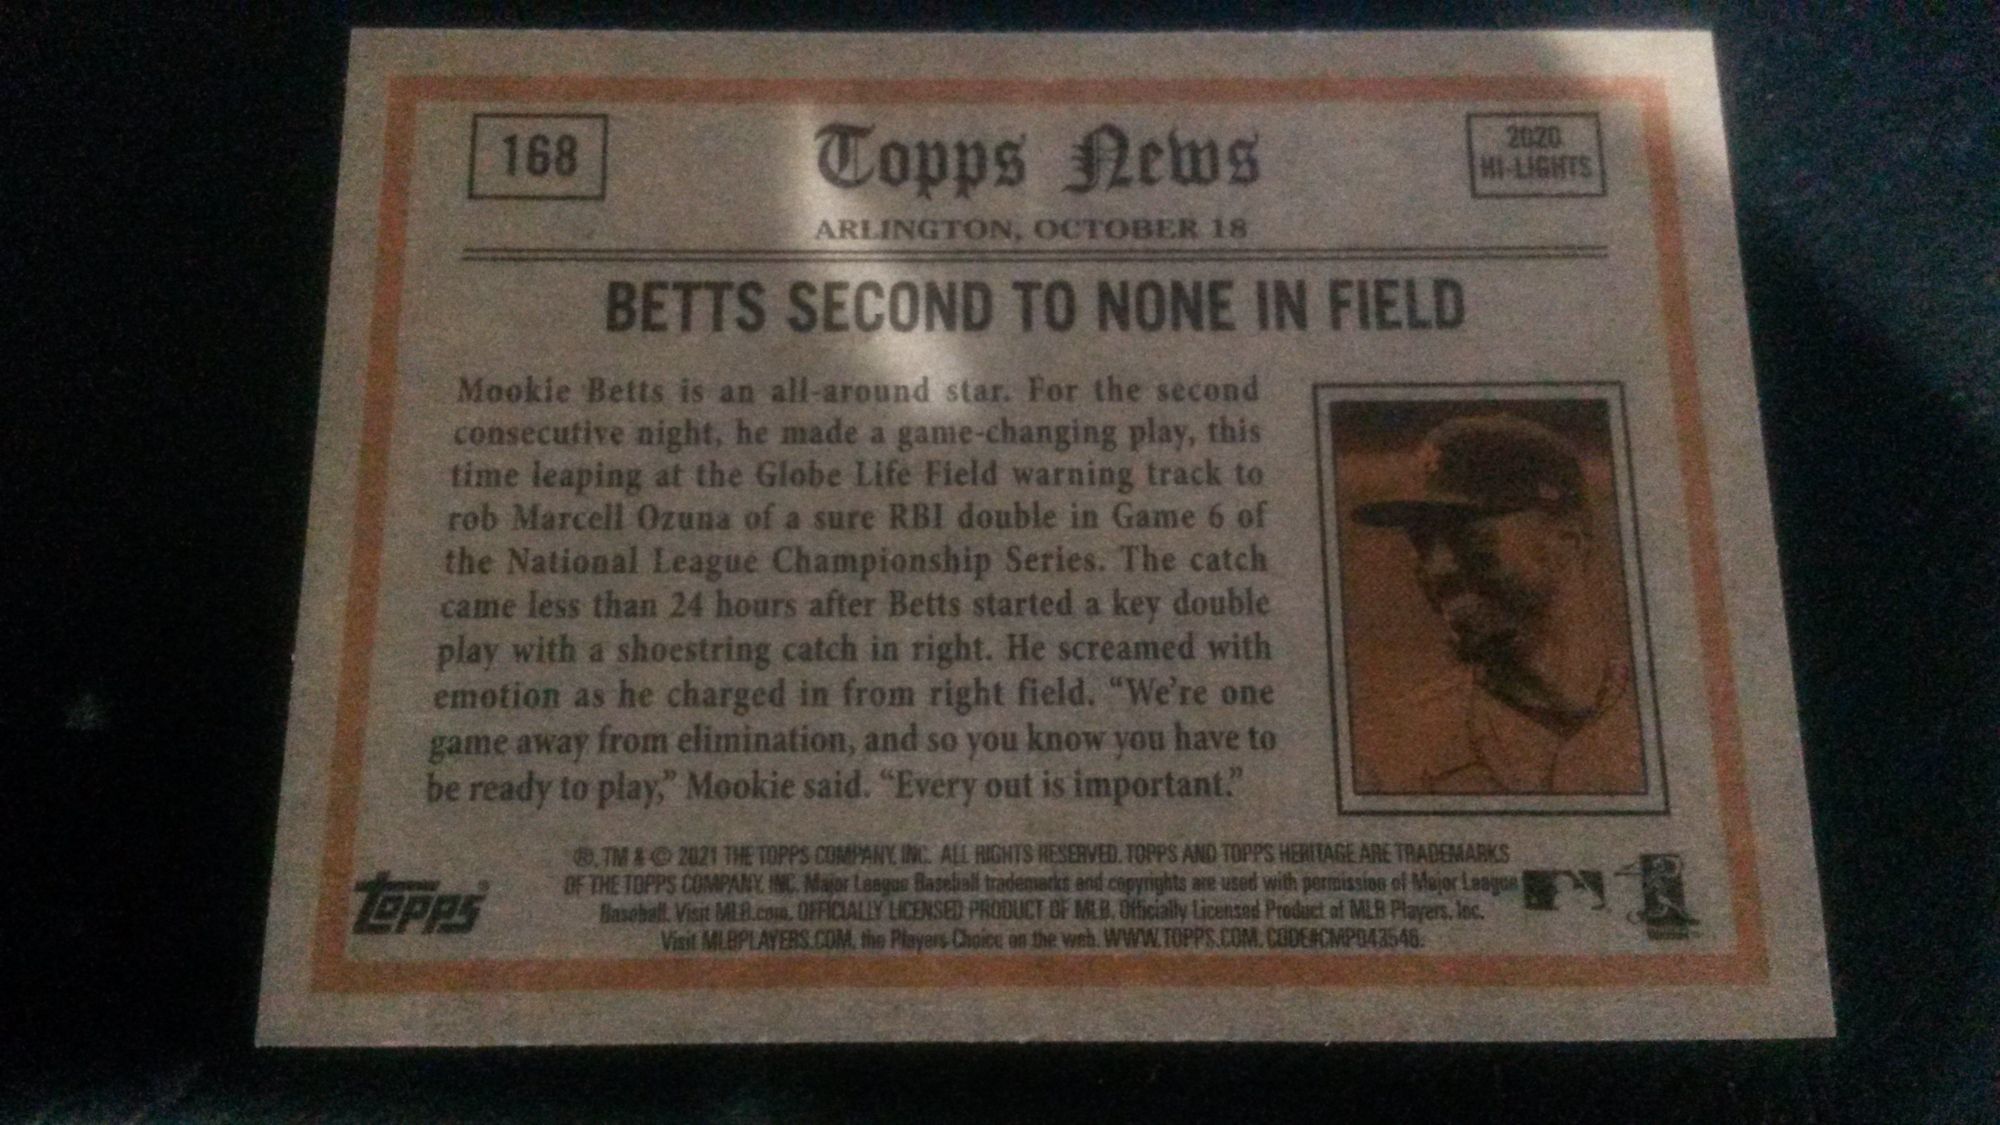 168
Topps News
2020
HI-LIGHTS
ARLINGTON, OCTOBER 18
BETTS SECOND TO NONE IN FIELD
Mookie Betts is an all-around star. For the second
consecutive night, he made a game-changing play, this
time leaping at the Globe Life Field warning track to
rob Marcell Ozuna of a sure RBI double in Game 6 of
the National League Championship Series. The catch
came less than 24 hours after Betts started a key double
play with a shoestring catch in right. He screamed with
emotion as he charged in from right field. “We’re one
game away from elimination, and so you know you have to
be ready to play,” Mookie said. “Every out is important.”
®, TM & © 2021 THE TOPPS COMPANY, INC. ALL RIGHTS RESERVED. TOPPS AND TOPPS HERITAGE ARE TRADEMARKS
OF THE TOPPS COMPANY, INC. Major League Baseball trademarks and copyrights are used with permission of Major League
Baseball. Visit MLB.com. OFFICIALLY LICENSED PRODUCT OF MLB. Officially Licensed Product of MLB Players, Inc.
Visit MLBPLAYERS.COM, the Players Choice on the web. WWW.TOPPS.COM. CODE#CMP043546.
Topps®